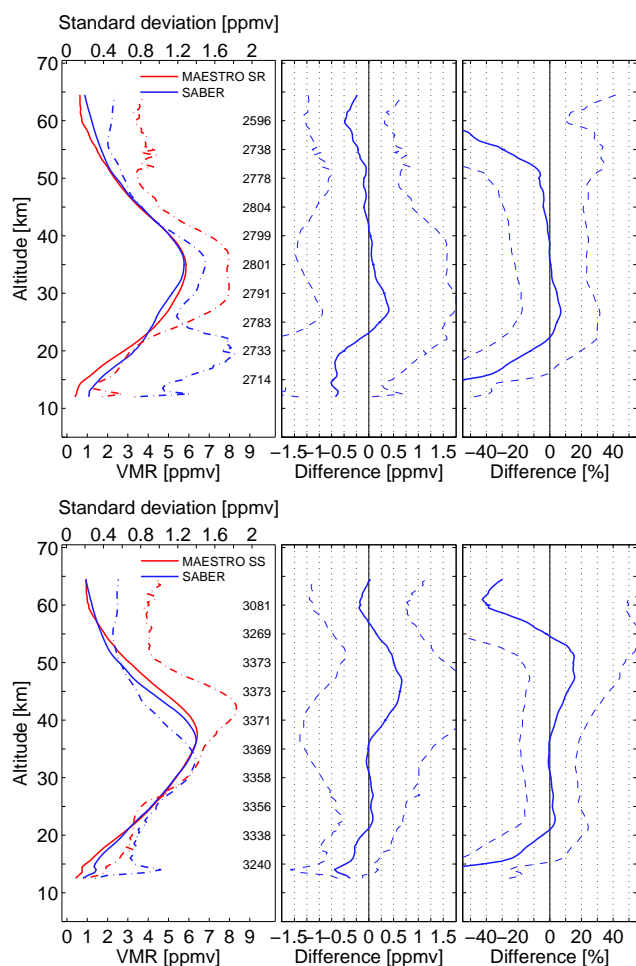 Standard deviation [ppmv]
0 0.4 0.8 1.2 1.6 2
70
60
50
40
30
20
10
Altitude [km]
MAESTRO SR
SABER
2596
2738
2778
2804
2799
2801
2791
2783
2733
2714
0 1 2 3 4 5 6 7 8 9
VMR [ppmv]
−1.5 −1 −0.5 0 0.5 1 1.5
Difference [ppmv]
−40 −20 0 20 40
Difference [%]
Standard deviation [ppmv]
0 0.4 0.8 1.2 1.6 2
70
60
50
40
30
20
10
Altitude [km]
MAESTRO SS
SABER
3081
3269
3373
3373
3371
3369
3358
3356
3338
3240
0 1 2 3 4 5 6 7 8 9
VMR [ppmv]
−1.5 −1 −0.5 0 0.5 1 1.5
Difference [ppmv]
−40 −20 0 20 40
Difference [%]